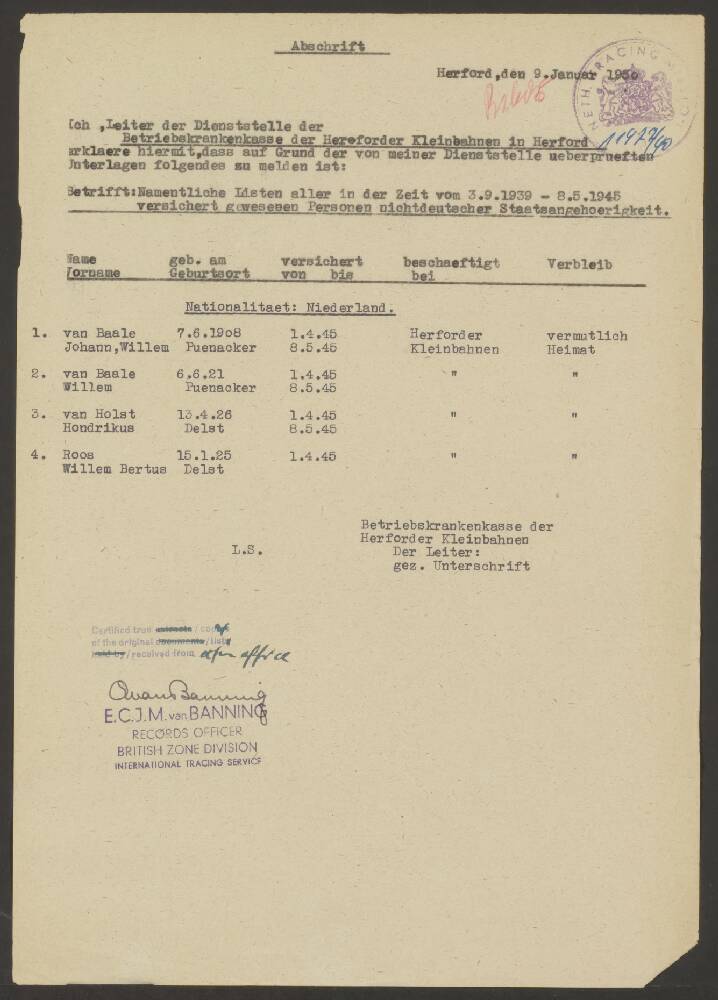 Abschrift
Herford,den 9.Januar 1950
NETH. TRACING
11477/60
Ich ,Leiter der Dienststelle der
Betriebskrankenkasse der Hereforder Kleinbahnen in Herford
erklaere hiermit,dass auf Grund der von meiner Dienststelle ueberprueften
Unterlagen folgendes zu melden ist:
Betrifft:Namentliche Listen aller in der Zeit vom 3.9.1939 - 8.5.1945
versichert gewesenen Personen nichtdeutscher Staatsangehoerigkeit.
Name geb. am versichert beschaeftigt Verbleib
Vorname Geburtsort von bis bei
Nationalitaet: Niederland.
1. van Baale 7.6.19o8 1.4.45 Herforder vermutlich
Johann,Willem Puenacker 8.5.45 Kleinbahnen Heimat
2. van Baale 6.6.21 1.4.45 " "
Willem Puenacker 8.5.45
3. van Holst 13.4.26 1.4.45 " "
Hondrikus Delst 8.5.45
4. Roos 15.1.25 1.4.45 " "
Willem Bertus Delst
Betriebskrankenkasse der
Herforder Kleinbahnen
L.S. Der Leiter:
gez. Unterschrift
Certified true extracts / copy
of the original documents / list
held by / received from
E.C.J.M. van BANNING
RECORDS OFFICER
BRITISH ZONE DIVISION
INTERNATIONAL TRACING SERVICE